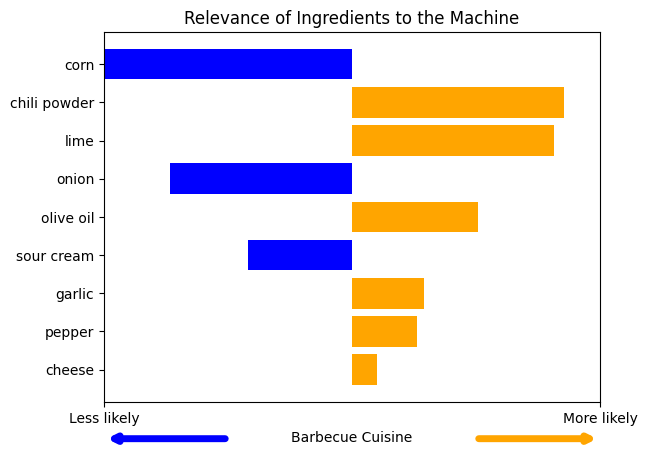 Relevance of Ingredients to the Machine
corn
chili powder
lime
onion
olive oil
sour cream
garlic
pepper
cheese
Less likely
More likely
Barbecue Cuisine